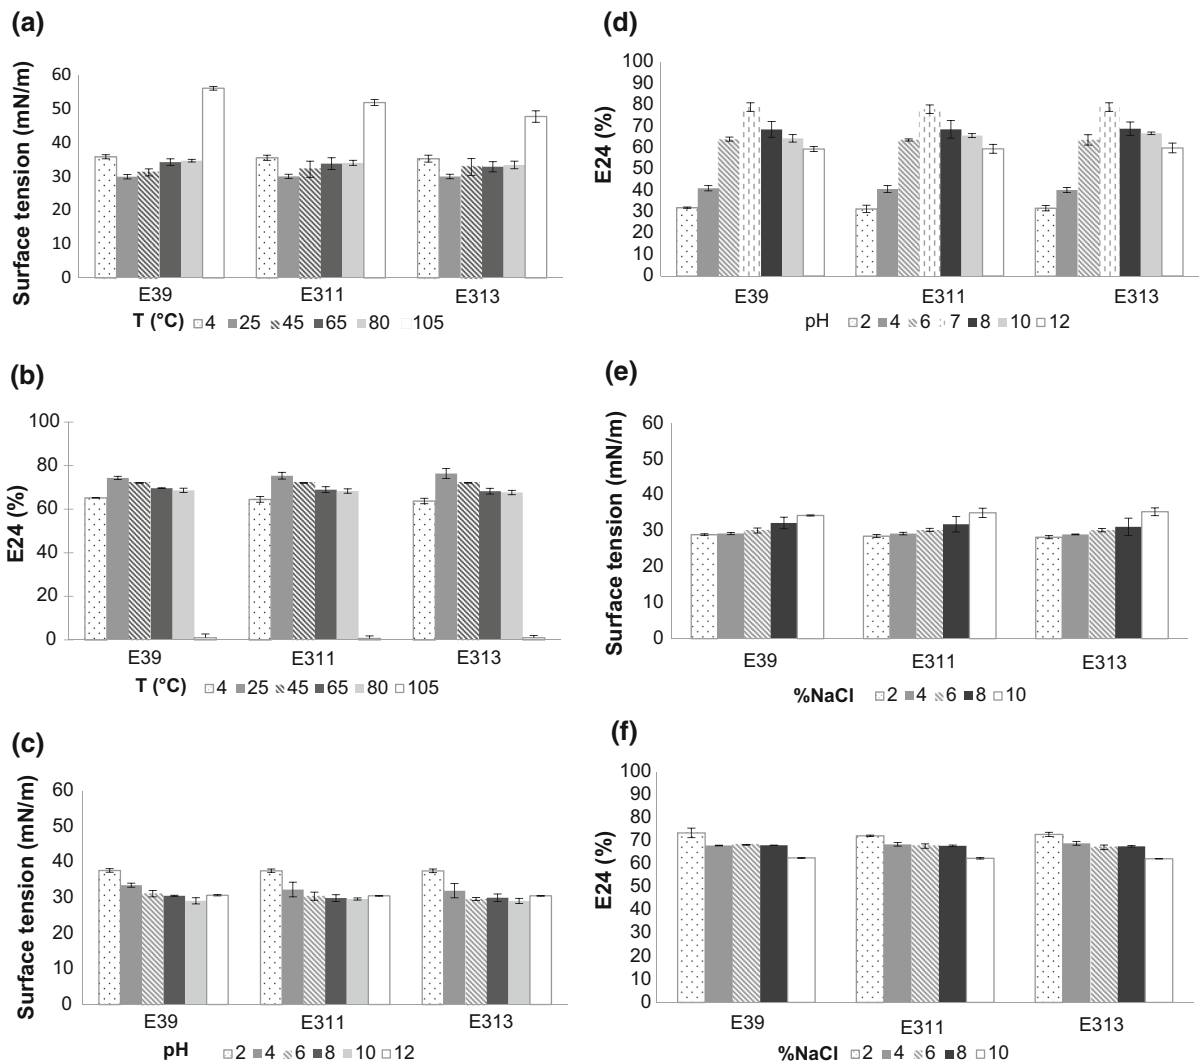 (a)
Surface tension (mN/m)
60
50
40
30
20
10
0
E39 E311 E313
T (°C) 4 25 45 65 80 105
(b)
E24 (%)
100
80
60
40
20
0
E39 E311 E313
T (°C) 4 25 45 65 80 105
(c)
Surface tension (mN/m)
60
50
40
30
20
10
0
E39 E311 E313
pH 2 4 6 8 10 12
(d)
E24 (%)
100
90
80
70
60
50
40
30
20
10
0
E39 E311 E313
pH 2 4 6 7 8 10 12
(e)
Surface tension (mN/m)
60
50
40
30
20
10
0
E39 E311 E313
%NaCl 2 4 6 8 10
(f)
E24 (%)
100
90
80
70
60
50
40
30
20
10
0
E39 E311 E313
%NaCl 2 4 6 8 10